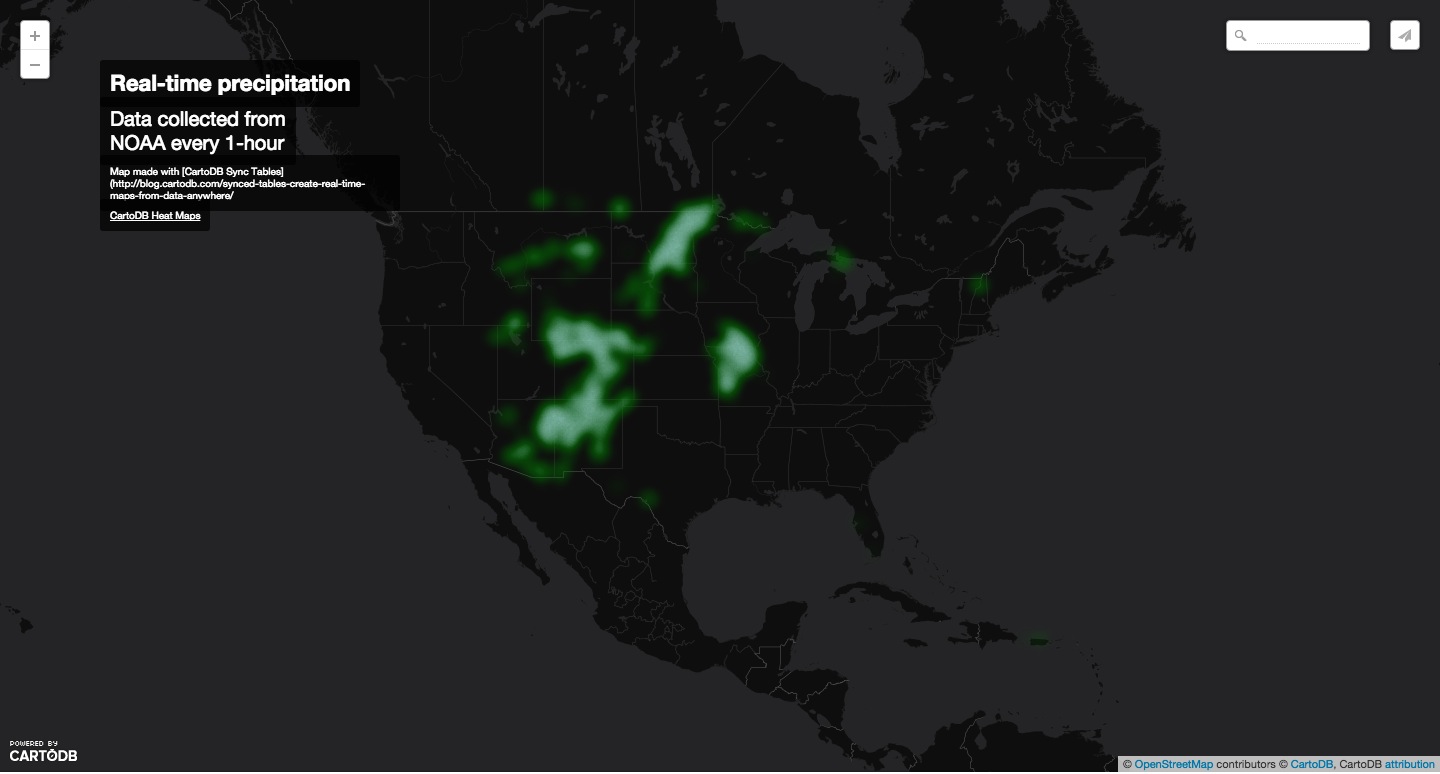 +
−
Real-time precipitation
Data collected from
NOAA every 1-hour
Map made with [CartoDB Sync Tables]
(http://blog.cartodb.com/synced-tables-create-real-time-
maps-from-data-anywhere/
CartoDB Heat Maps
POWERED BY
CARTODB
© OpenStreetMap contributors © CartoDB, CartoDB attribution